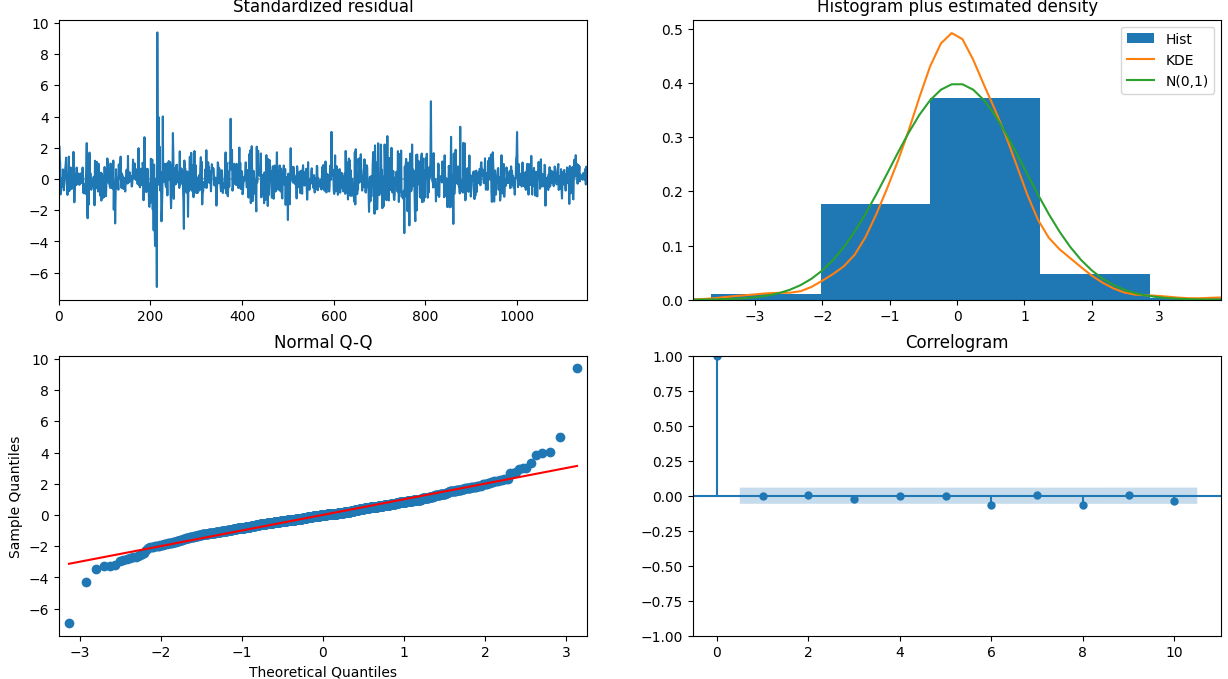 Standardized residual
10
8
6
4
2
0
−2
−4
−6
0 200 400 600 800 1000
Histogram plus estimated density
Hist
KDE
N(0,1)
0.5
0.4
0.3
0.2
0.1
0.0
−3 −2 −1 0 1 2 3
Normal Q-Q
Sample Quantiles
10
8
6
4
2
0
−2
−4
−6
−3 −2 −1 0 1 2 3
Theoretical Quantiles
Correlogram
1.00
0.75
0.50
0.25
0.00
−0.25
−0.50
−0.75
−1.00
0 2 4 6 8 10